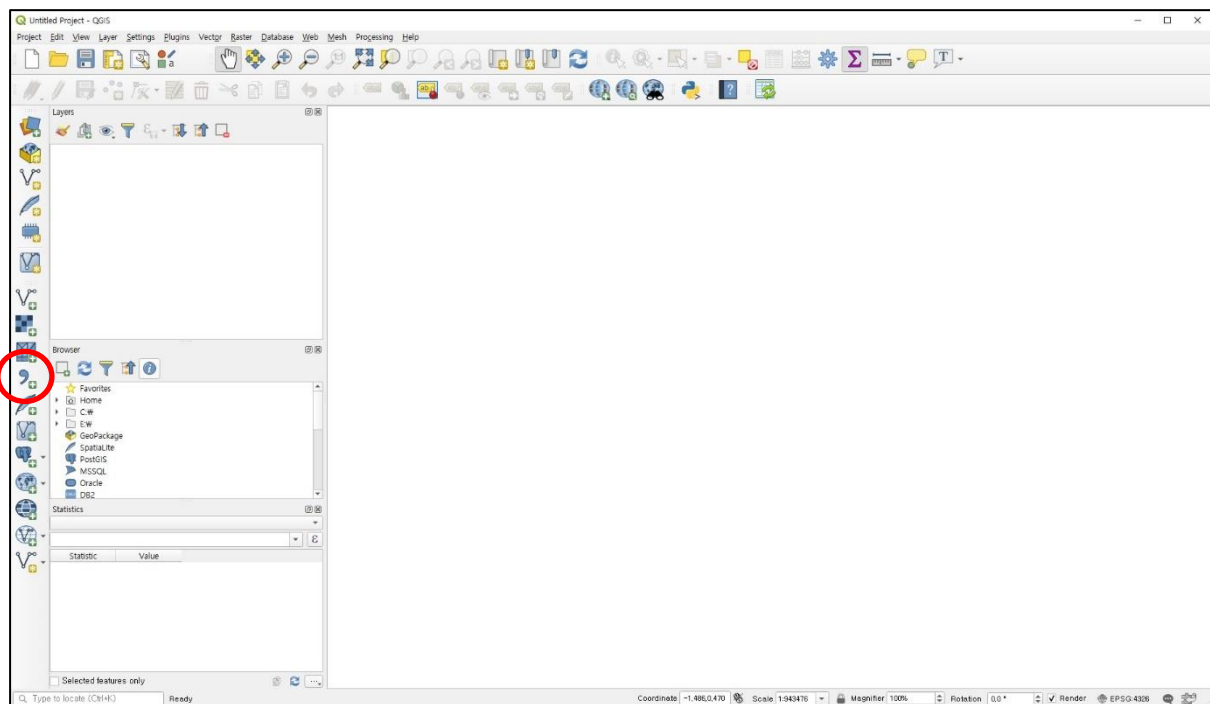 Untitled Project - QGIS
Project Edit View Layer Settings Plugins Vector Raster Database Web Mesh Processing Help
Layers
Browser
Favorites
Home
C:₩
E:₩
GeoPackage
SpatiaLite
PostGIS
MSSQL
Oracle
DB2
Statistics
Statistic Value
Selected features only
Type to locate (Ctrl+K) Ready Coordinate -1.486,0.470 Scale 1:943476 Magnifier 100% Rotation 0.0 ° Render EPSG:4326